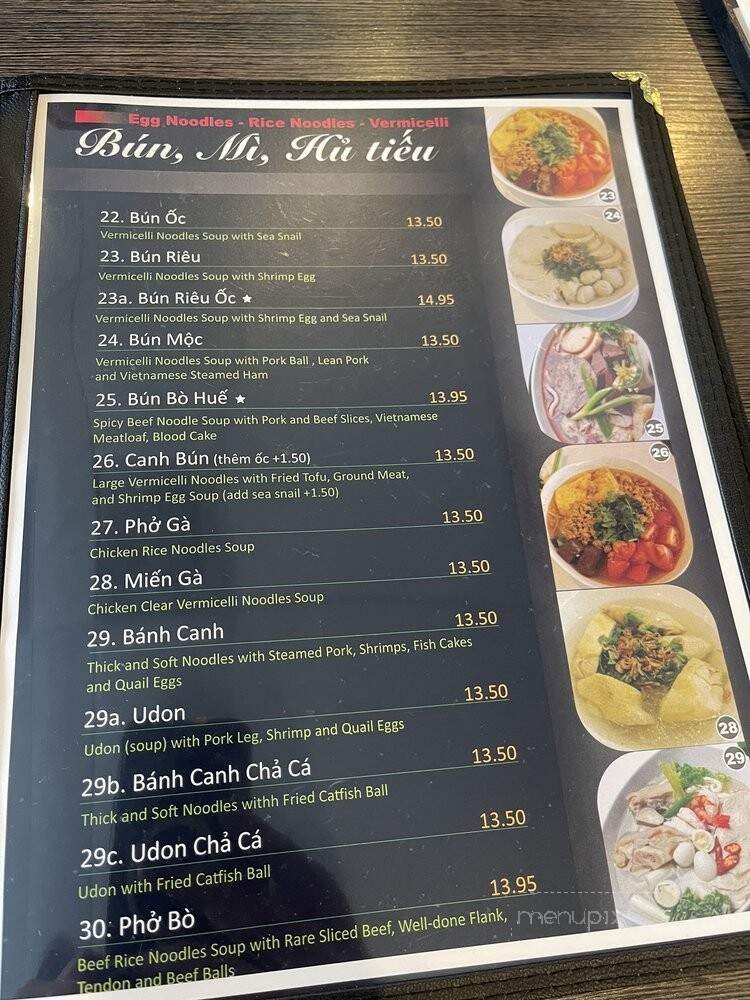 Egg Noodles - Rice Noodles - Vermicelli
Bún, Mì, Hủ tiếu
22. Bún Ốc 13.50
Vermicelli Noodles Soup with Sea Snail
23. Bún Riêu 13.50
Vermicelli Noodles Soup with Shrimp Egg
23a. Bún Riêu Ốc ★ 14.95
Vermicelli Noodles Soup with Shrimp Egg and Sea Snail
24. Bún Mộc 13.50
Vermicelli Noodles Soup with Pork Ball , Lean Pork
and Vietnamese Steamed Ham
25. Bún Bò Huế ★ 13.95
Spicy Beef Noodle Soup with Pork and Beef Slices, Vietnamese
Meatloaf, Blood Cake
26. Canh Bún (thêm ốc +1.50) 13.50
Large Vermicelli Noodles with Fried Tofu, Ground Meat,
and Shrimp Egg Soup (add sea snail +1.50)
27. Phở Gà 13.50
Chicken Rice Noodles Soup
28. Miến Gà 13.50
Chicken Clear Vermicelli Noodles Soup
29. Bánh Canh 13.50
Thick and Soft Noodles with Steamed Pork, Shrimps, Fish Cakes
and Quail Eggs
29a. Udon 13.50
Udon (soup) with Pork Leg, Shrimp and Quail Eggs
29b. Bánh Canh Chả Cá 13.50
Thick and Soft Noodles withh Fried Catfish Ball
29c. Udon Chả Cá 13.50
Udon with Fried Catfish Ball
30. Phở Bò 13.95
Beef Rice Noodles Soup with Rare Sliced Beef, Well-done Flank,
Tendon and Beef Balls
23
24
25
26
28
29
menupix